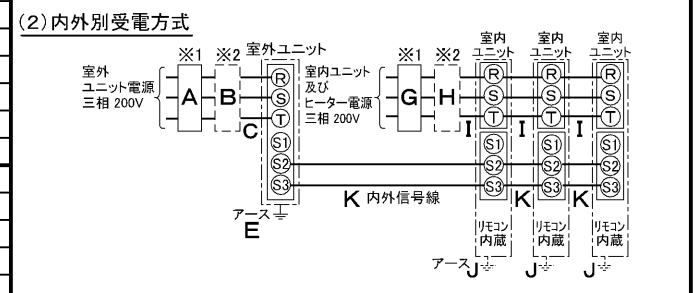 (2)内外別受電方式
※1 ※2 室外ユニット
室外
ユニット電源
三相 200V
A
B
C
R
S
T
S1
S2
S3
アース
E
※1 ※2
室内ユニット
及び
ヒーター電源
三相 200V
G
H
I
I
I
室内
ユニット
室内
ユニット
室内
ユニット
R
S
T
S1
S2
S3
R
S
T
S1
S2
S3
R
S
T
S1
S2
S3
K 内外信号線
K
K
リモコン
内蔵
リモコン
内蔵
リモコン
内蔵
アース J
J
J